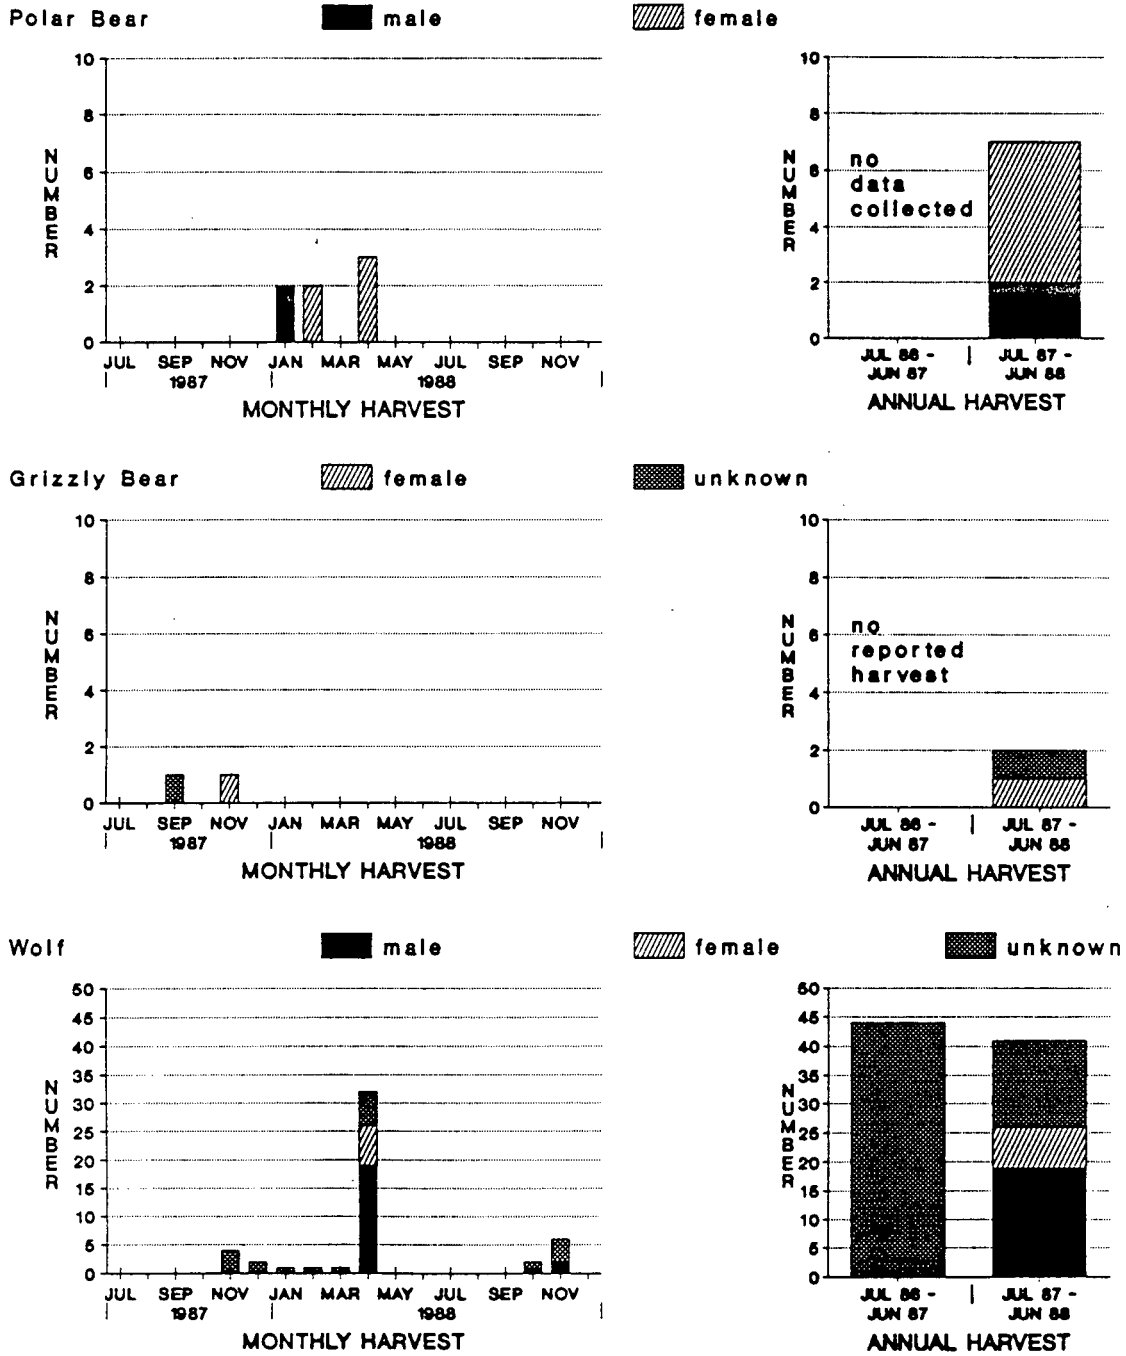 Polar Bear male female
10
8
6
4
2
0
NUMBER
JUL SEP NOV JAN MAR MAY JUL SEP NOV
1987 1988
MONTHLY HARVEST
10
8
6
4
2
0
NUMBER
no
data
collected
JUL 86 - JUL 87 -
JUN 87 JUN 88
ANNUAL HARVEST
Grizzly Bear female unknown
10
8
6
4
2
0
NUMBER
JUL SEP NOV JAN MAR MAY JUL SEP NOV
1987 1988
MONTHLY HARVEST
10
8
6
4
2
0
NUMBER
no
reported
harvest
JUL 86 - JUL 87 -
JUN 87 JUN 88
ANNUAL HARVEST
Wolf male female unknown
50
45
40
35
30
25
20
15
10
5
0
NUMBER
JUL SEP NOV JAN MAR MAY JUL SEP NOV
1987 1988
MONTHLY HARVEST
50
45
40
35
30
25
20
15
10
5
0
NUMBER
JUL 86 - JUL 87 -
JUN 87 JUN 88
ANNUAL HARVEST